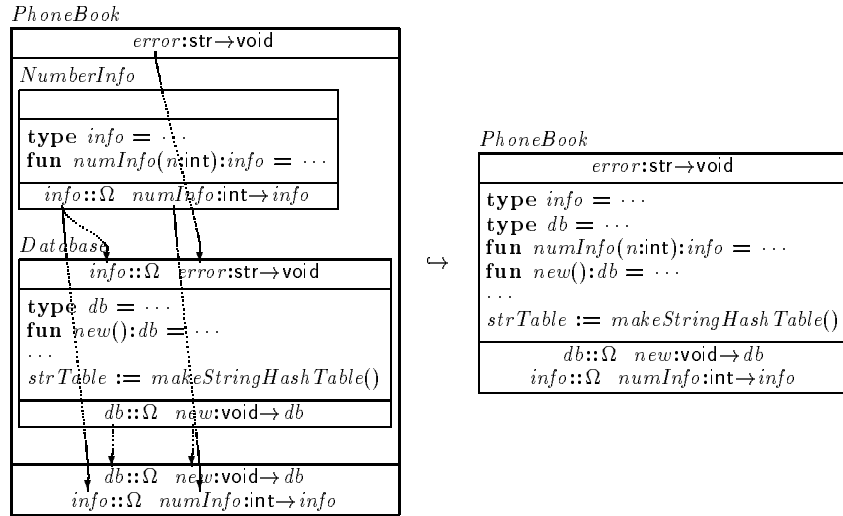 PhoneBook
error:str→void
NumberInfo
type info = ···
fun numInfo(n:int):info = ···
info::Ω numInfo:int→info
Database
info::Ω error:str→void
type db = ···
fun new():db = ···
···
strTable := makeStringHashTable()
db::Ω new:void→db
db::Ω new:void→db
info::Ω numInfo:int→info
↪
PhoneBook
error:str→void
type info = ···
type db = ···
fun numInfo(n:int):info = ···
fun new():db = ···
···
strTable := makeStringHashTable()
db::Ω new:void→db
info::Ω numInfo:int→info